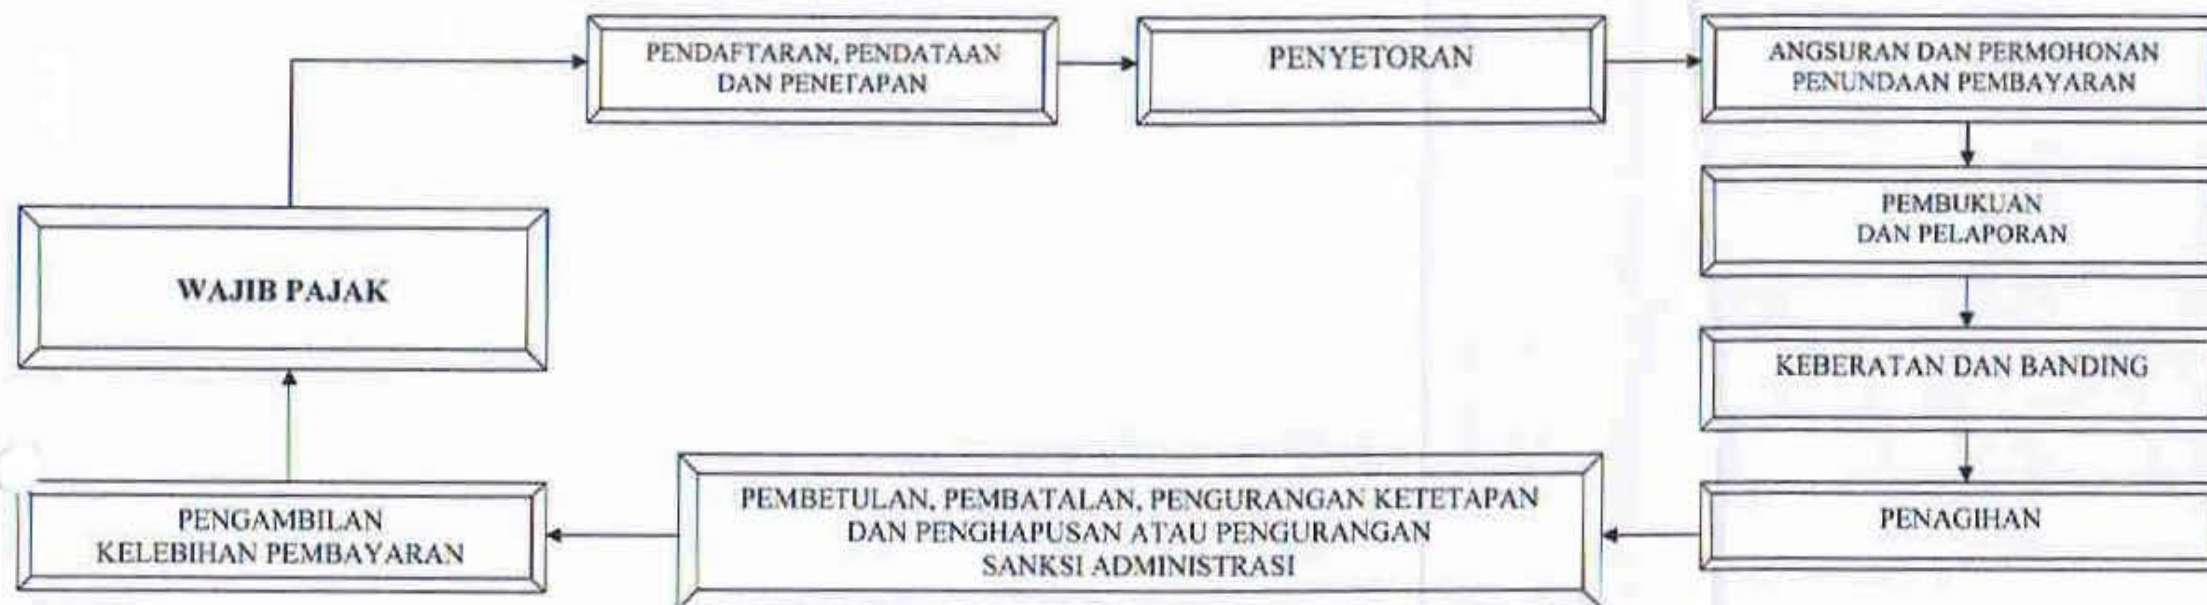 PENDAFTARAN, PENDATAAN
DAN PENETAPAN
PENYETORAN
ANGSURAN DAN PERMOHONAN
PENUNDAAN PEMBAYARAN
PEMBUKUAN
DAN PELAPORAN
KEBERATAN DAN BANDING
PENAGIHAN
PEMBETULAN, PEMBATALAN, PENGURANGAN KETETAPAN
DAN PENGHAPUSAN ATAU PENGURANGAN
SANKSI ADMINISTRASI
PENGAMBILAN
KELEBIHAN PEMBAYARAN
WAJIB PAJAK